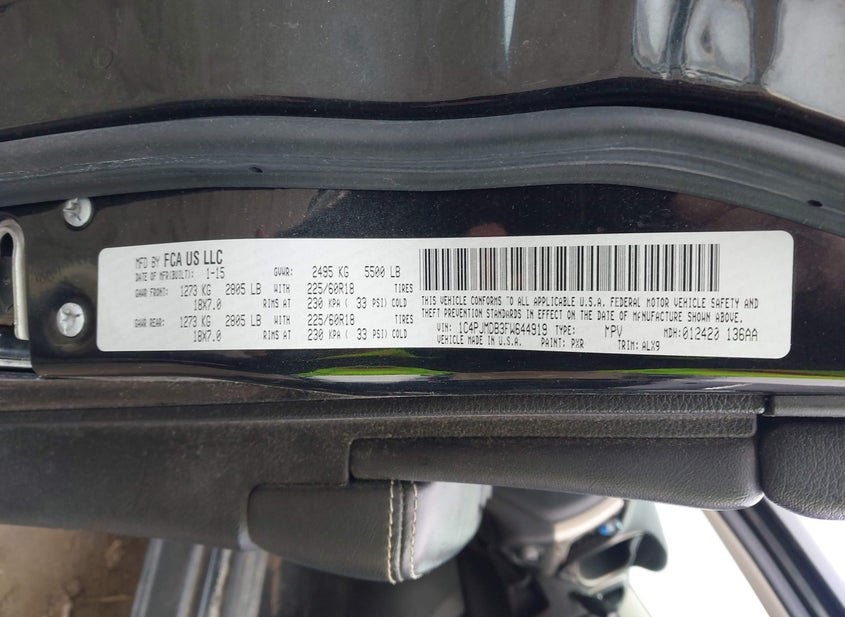 MFD BY FCA US LLC
DATE OF MFR(BUILT): 1-15 GVWR: 2495 KG 5500 LB
GAWR FRONT: 1273 KG 2805 LB WITH 225/60R18 TIRES
18X7.0 RIMS AT 230 KPA ( 33 PSI) COLD
GAWR REAR: 1273 KG 2805 LB WITH 225/60R18 TIRES
18X7.0 RIMS AT 230 KPA ( 33 PSI) COLD
THIS VEHICLE CONFORMS TO ALL APPLICABLE U.S.A. FEDERAL MOTOR VEHICLE SAFETY AND
THEFT PREVENTION STANDARDS IN EFFECT ON THE DATE OF MANUFACTURE SHOWN ABOVE.
VIN: 1C4PJMDB3FW644919 TYPE: MPV MDH:012420 136AA
VEHICLE MADE IN U.S.A. PAINT: PXR TRIM: ALX9